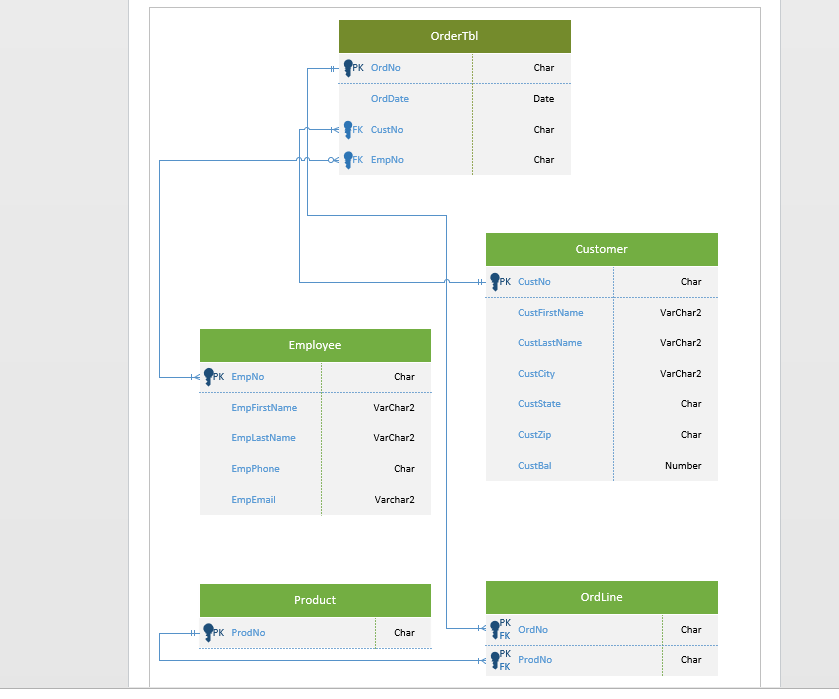 OrderTbl
PK OrdNo Char
OrdDate Date
FK CustNo Char
FK EmpNo Char
Customer
PK CustNo Char
CustFirstName VarChar2
CustLastName VarChar2
CustCity VarChar2
CustState Char
CustZip Char
CustBal Number
Employee
PK EmpNo Char
EmpFirstName VarChar2
EmpLastName VarChar2
EmpPhone Char
EmpEmail Varchar2
Product
PK ProdNo Char
OrdLine
PK FK OrdNo Char
PK FK ProdNo Char